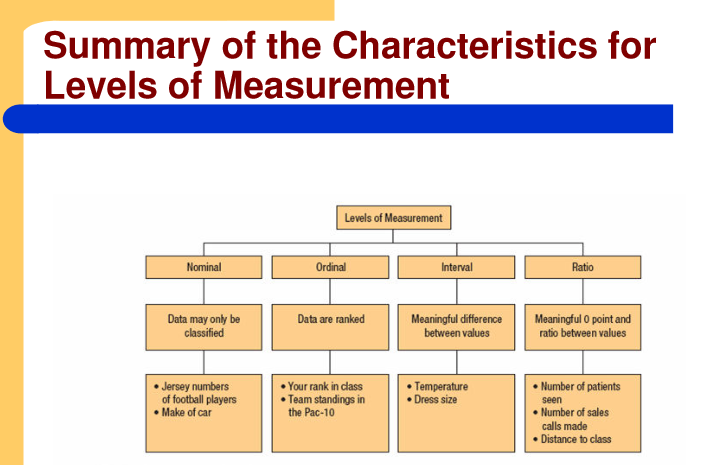 Summary of the Characteristics for
Levels of Measurement
Levels of Measurement
Nominal
Ordinal
Interval
Ratio
Data may only be
classified
Data are ranked
Meaningful difference
between values
Meaningful 0 point and
ratio between values
• Jersey numbers
of football players
• Make of car
• Your rank in class
• Team standings in
the Pac-10
• Temperature
• Dress size
• Number of patients
seen
• Number of sales
calls made
• Distance to class